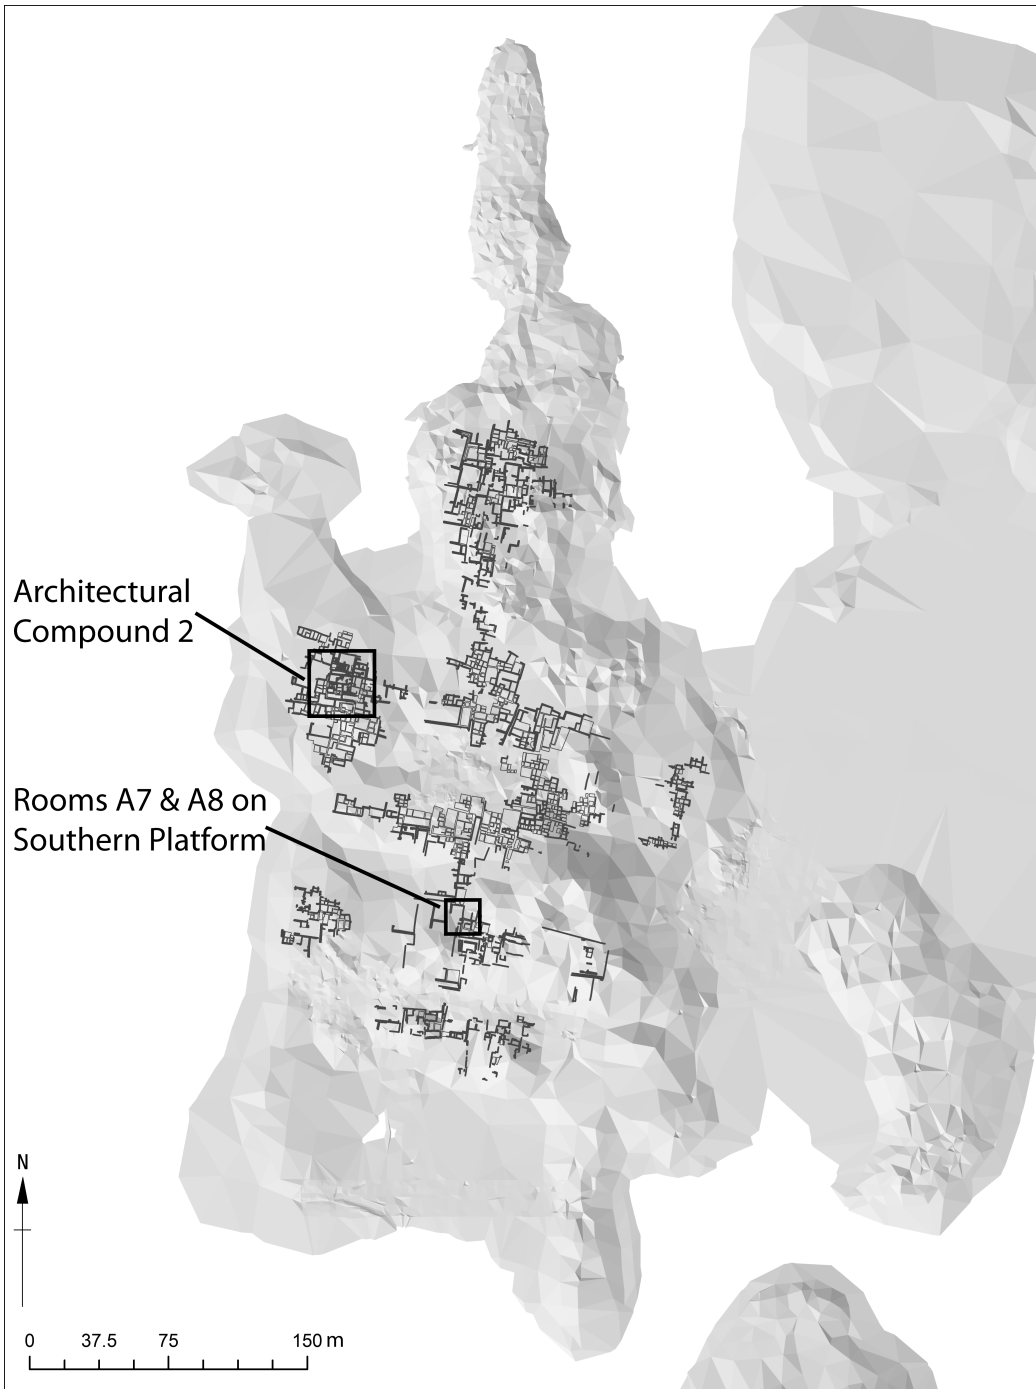 Architectural
Compound 2
Rooms A7 & A8 on
Southern Platform
N
0 37.5 75 150 m